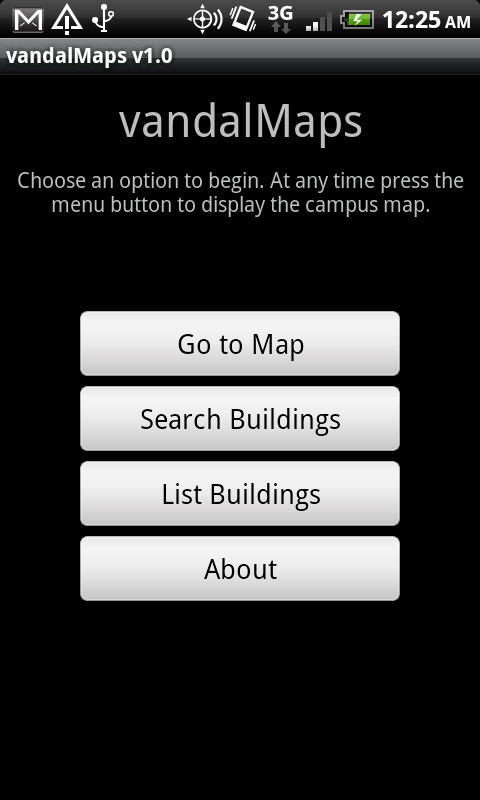 3G 12:25 AM
vandalMaps v1.0
vandalMaps
Choose an option to begin. At any time press the
menu button to display the campus map.
Go to Map
Search Buildings
List Buildings
About